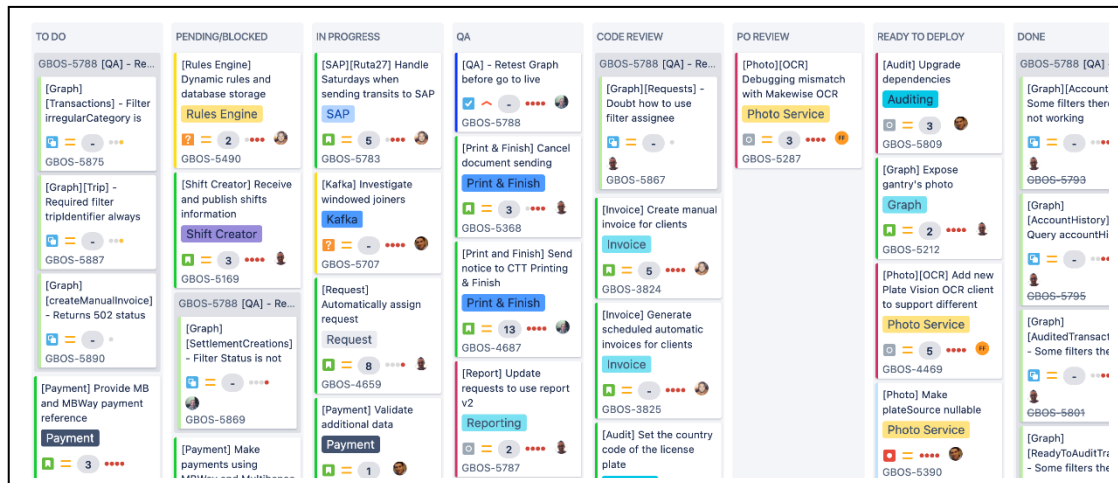 TO DO
GBOS-5788 [QA] - Re...
[Graph]
[Transactions] - Filter
irregularCategory is
-
GBOS-5875
[Graph][Trip] -
Required filter
tripIdentifier always
-
GBOS-5887
[Graph]
[createManualInvoice]
- Returns 502 status
-
GBOS-5890
[Payment] Provide MB
and MBWay payment
reference
Payment
3
PENDING/BLOCKED
[Rules Engine]
Dynamic rules and
database storage
Rules Engine
2
GBOS-5490
[Shift Creator] Receive
and publish shifts
information
Shift Creator
3
GBOS-5169
GBOS-5788 [QA] - Re...
[Graph]
[SettlementCreations]
- Filter Status is not
-
GBOS-5869
[Payment] Make
payments using
IN PROGRESS
[SAP][Ruta27] Handle
Saturdays when
sending transits to SAP
SAP
5
GBOS-5783
[Kafka] Investigate
windowed joiners
Kafka
-
GBOS-5707
[Request]
Automatically assign
request
Request
8
GBOS-4659
[Payment] Validate
additional data
Payment
1
QA
[QA] - Retest Graph
before go to live
-
GBOS-5788
[Print & Finish] Cancel
document sending
Print & Finish
3
GBOS-5368
[Print and Finish] Send
notice to CTT Printing
& Finish
Print & Finish
13
GBOS-4687
[Report] Update
requests to use report
v2
Reporting
2
GBOS-5787
CODE REVIEW
GBOS-5788 [QA] - Re...
[Graph][Requests] -
Doubt how to use
filter assignee
-
GBOS-5867
[Invoice] Create manual
invoice for clients
Invoice
5
GBOS-3824
[Invoice] Generate
scheduled automatic
invoices for clients
Invoice
-
GBOS-3825
[Audit] Set the country
code of the license
plate
PO REVIEW
[Photo][OCR]
Debugging mismatch
with Makewise OCR
Photo Service
3
FF
GBOS-5287
READY TO DEPLOY
[Audit] Upgrade
dependencies
Auditing
3
GBOS-5809
[Graph] Expose
gantry's photo
Graph
2
GBOS-5212
[Photo][OCR] Add new
Plate Vision OCR client
to support different
Photo Service
5
FF
GBOS-4469
[Photo] Make
plateSource nullable
Photo Service
-
GBOS-5390
DONE
GBOS-5788 [QA] -
[Graph][Account
Some filters there
not working
-
GBOS-5793
[Graph]
[AccountHistory]
Query accountHi
-
GBOS-5795
[Graph]
[AuditedTransact
- Some filters the
-
GBOS-5801
[Graph]
[ReadyToAuditTra
- Some filters the